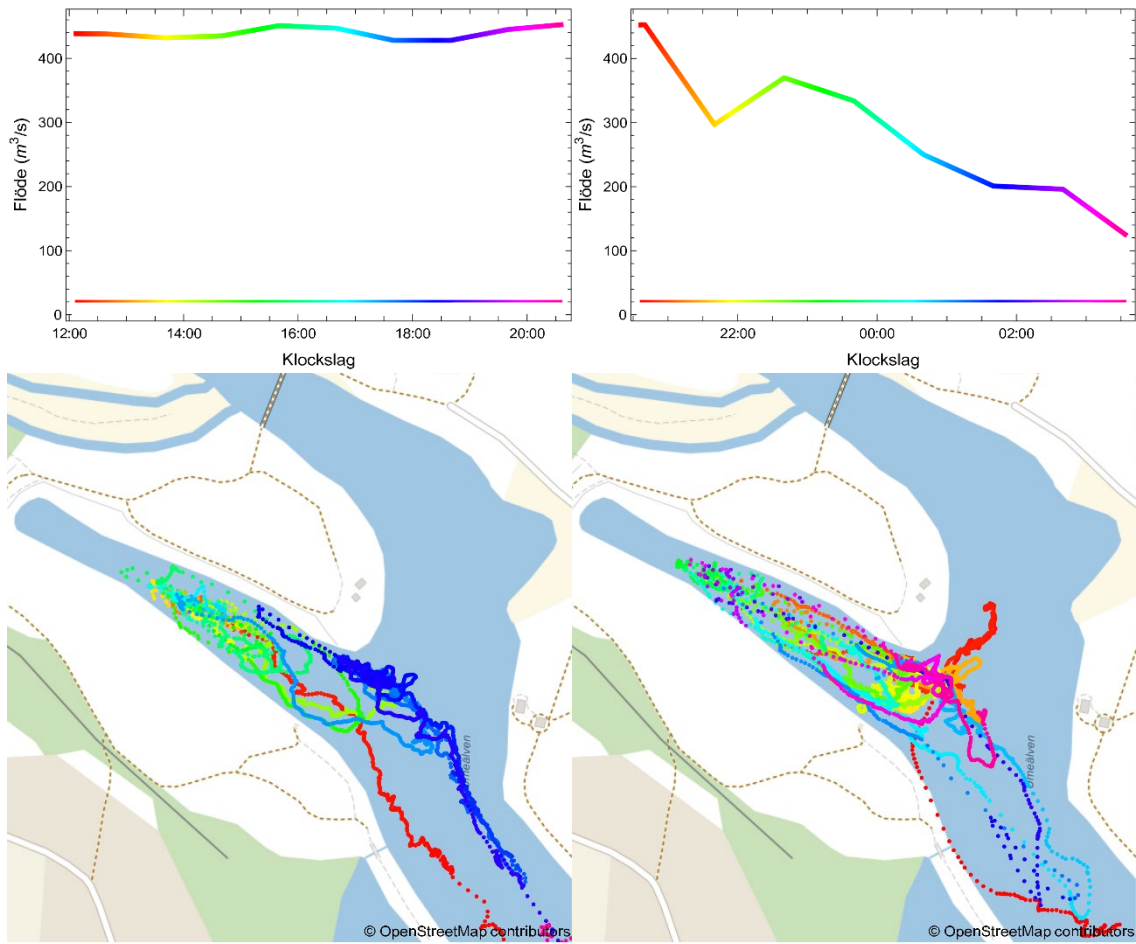 Flöde (m³/s)
400
300
200
100
0
12:00 14:00 16:00 18:00 20:00
Klockslag
Flöde (m³/s)
400
300
200
100
0
22:00 00:00 02:00
Klockslag
Umeälven
© OpenStreetMap contributors
Umeälven
© OpenStreetMap contributors